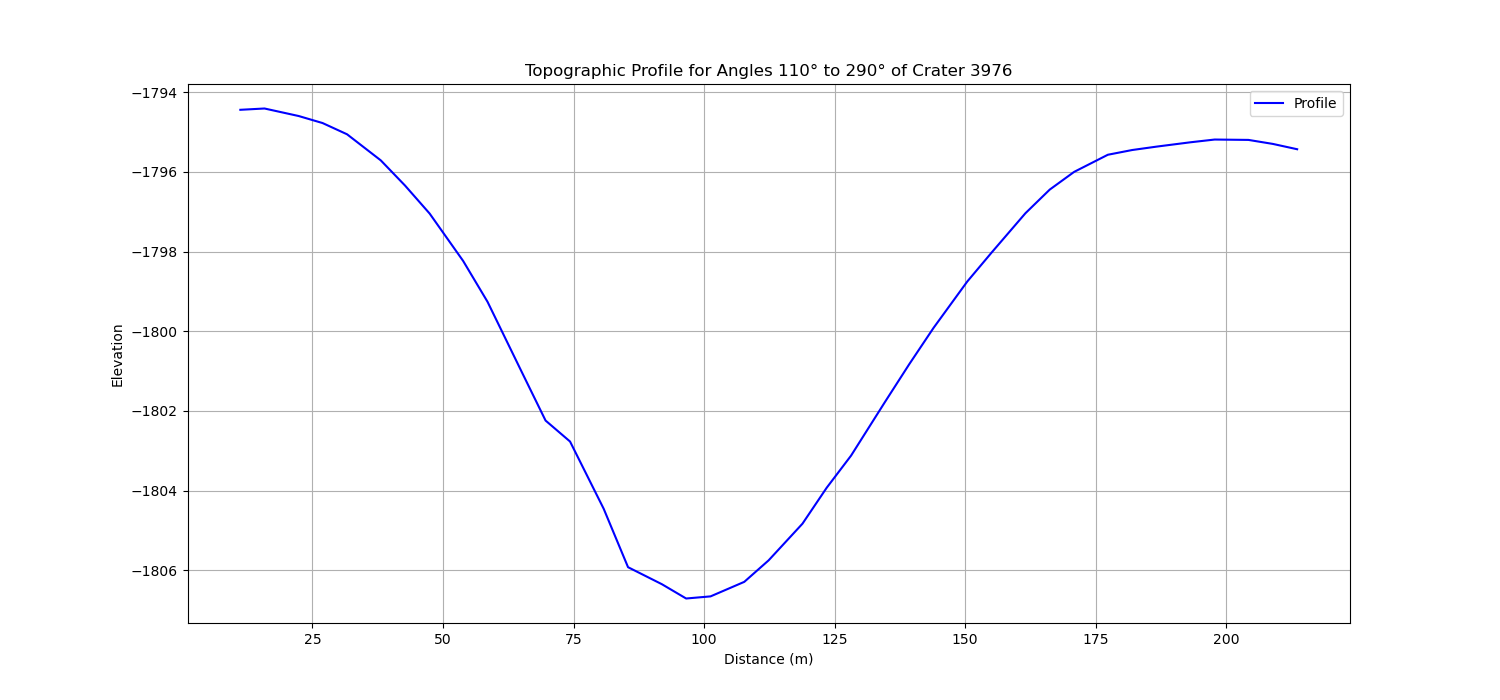 Topographic Profile for Angles 110° to 290° of Crater 3976
Profile
−1794
−1796
−1798
−1800
−1802
−1804
−1806
Elevation
25 50 75 100 125 150 175 200
Distance (m)